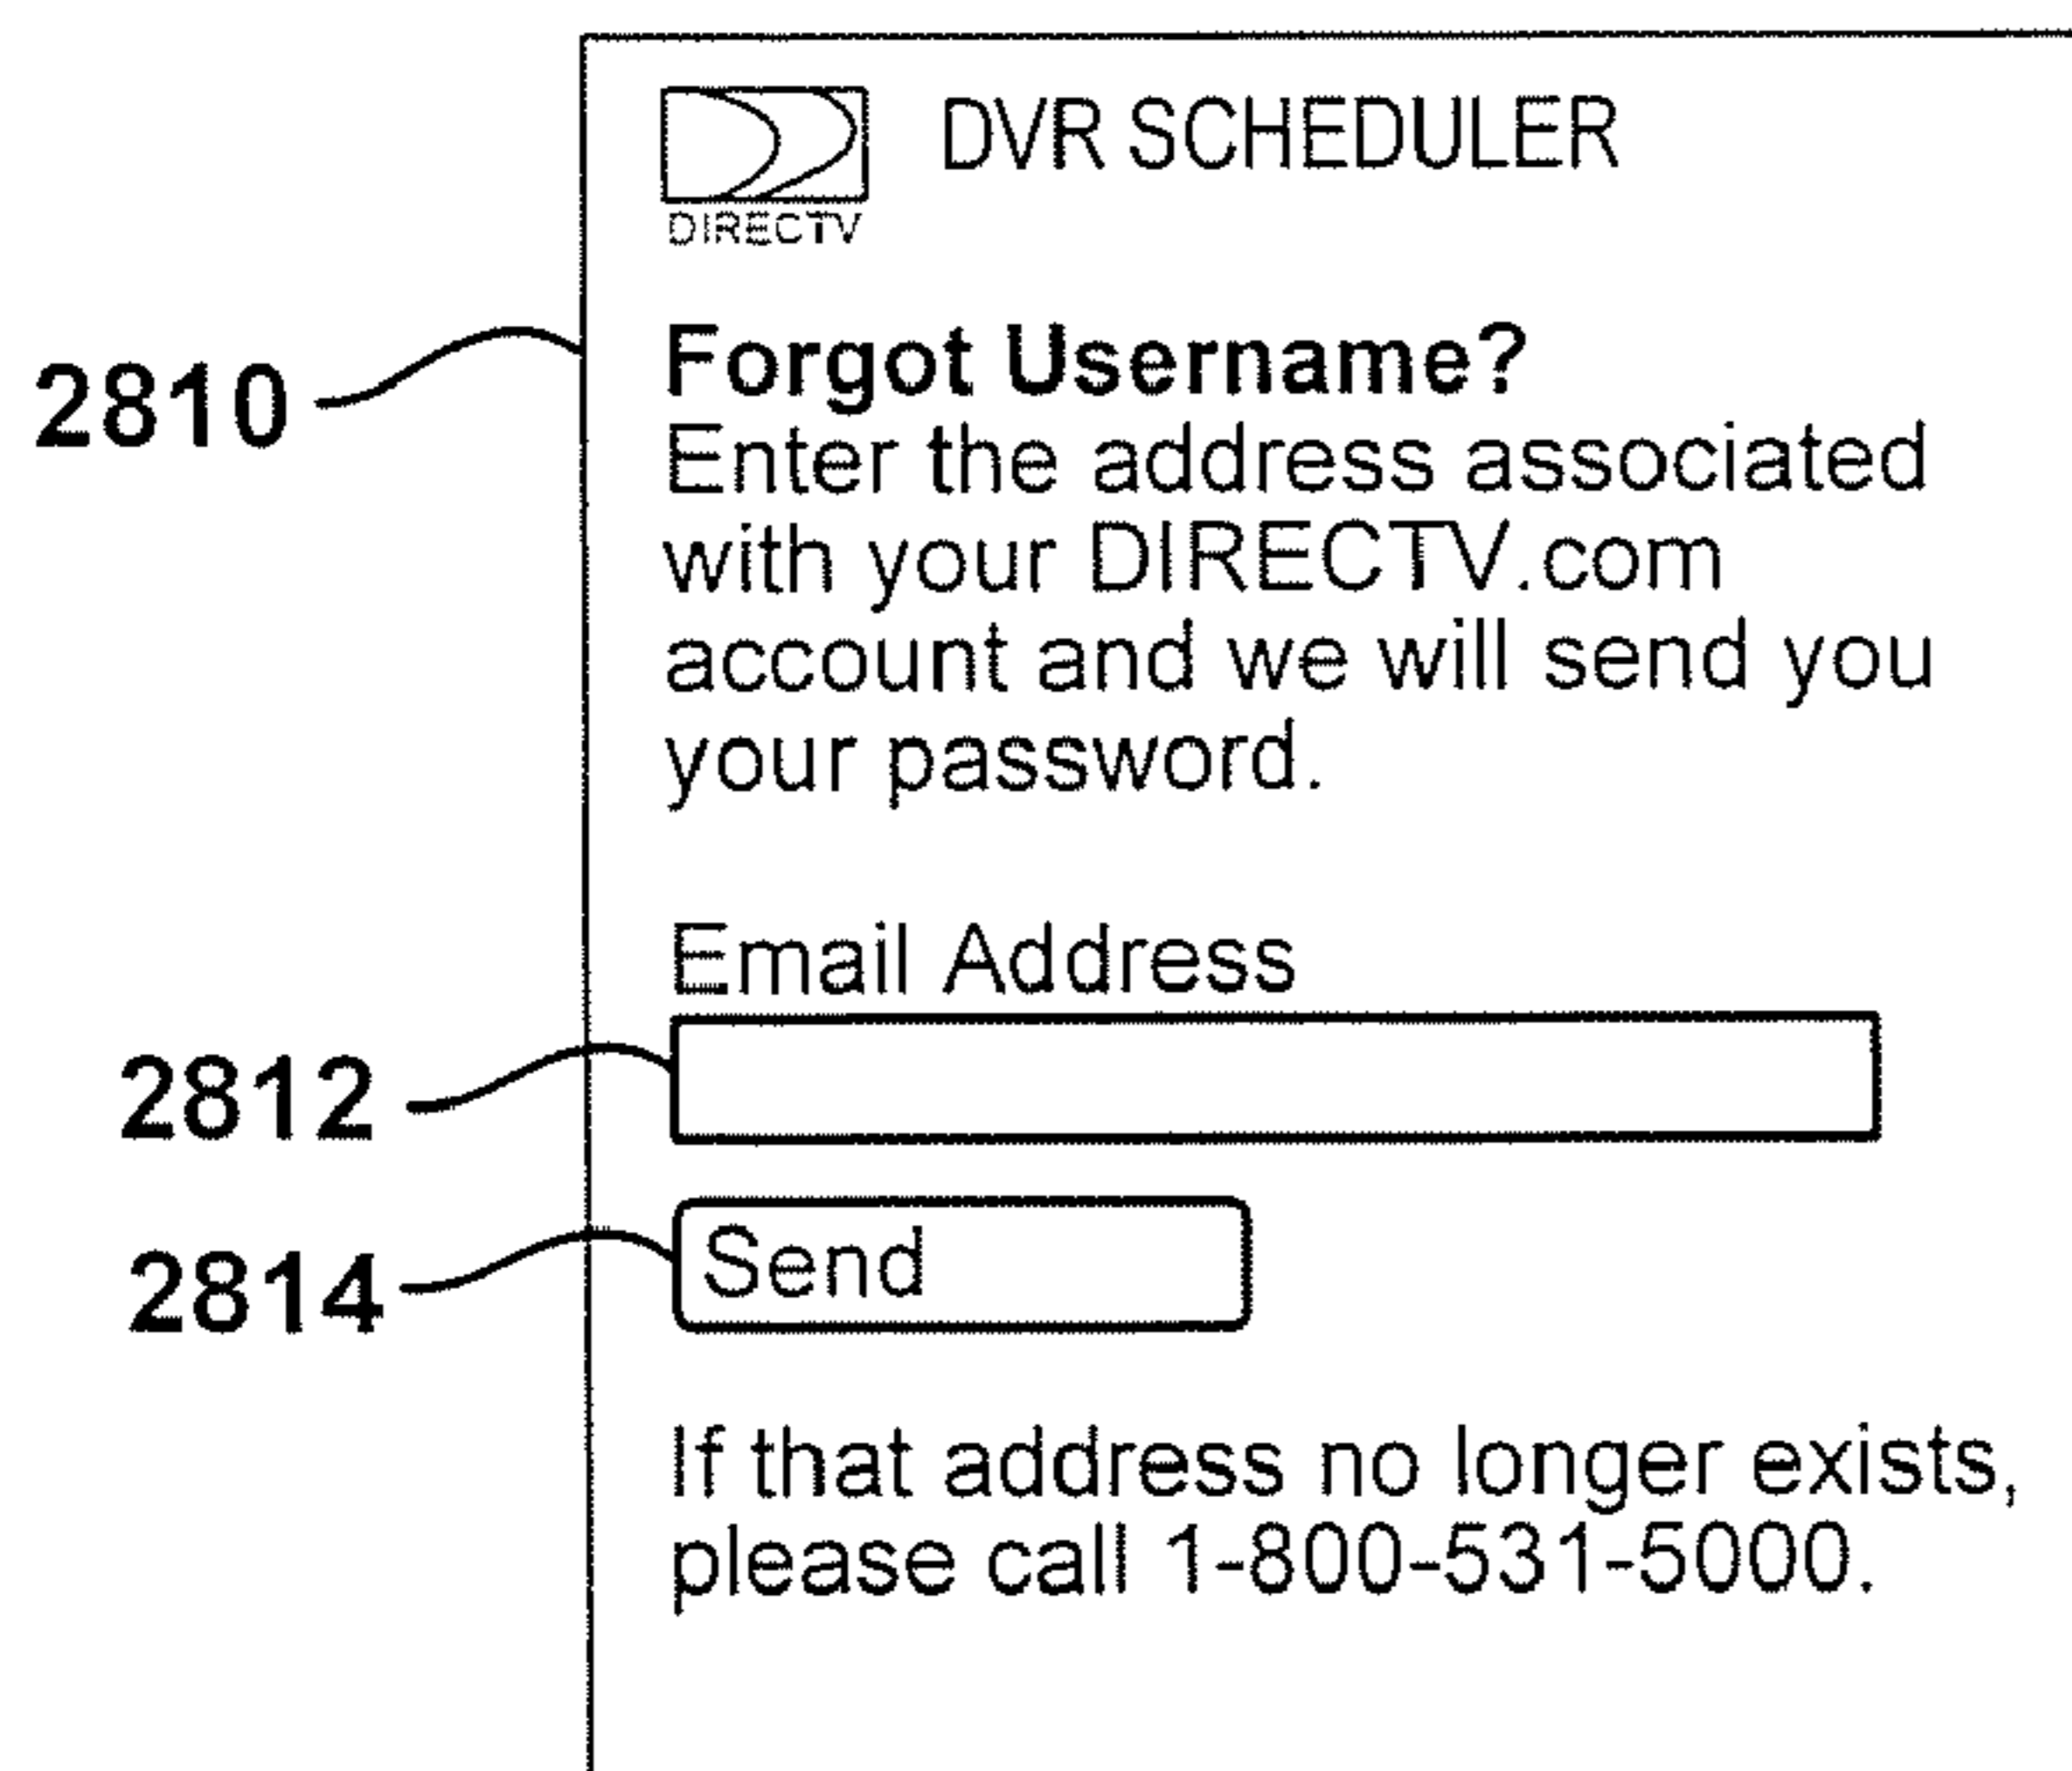 DVR SCHEDULER
DIRECTV
2810
Forgot Username?
Enter the address associated
with your DIRECTV.com
account and we will send you
your password.
Email Address
2812
2814
Send
If that address no longer exists,
please call 1-800-531-5000.